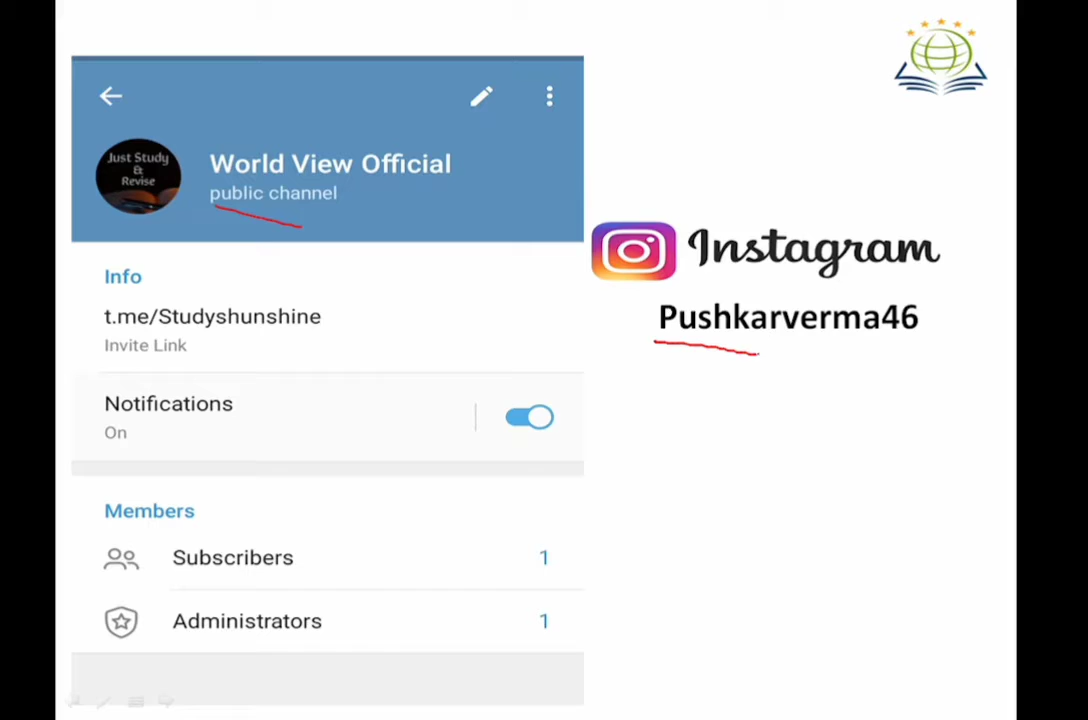 Just Study
&
Revise
World View Official
public channel
Info
t.me/Studyshunshine
Invite Link
Notifications
On
Members
Subscribers 1
Administrators 1
Instagram
Pushkarverma46